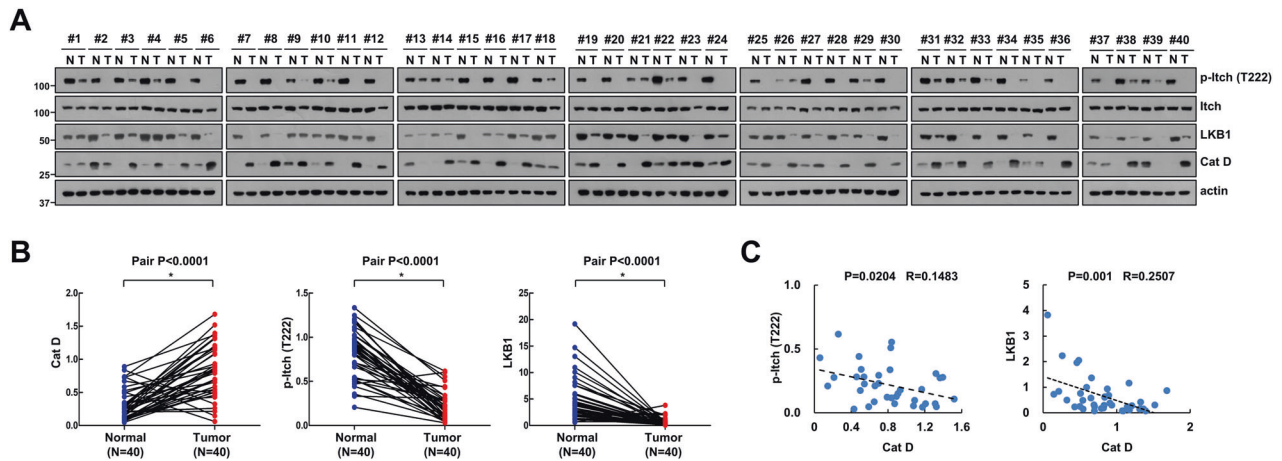 A
#1 #2 #3 #4 #5 #6 #7 #8 #9 #10 #11 #12 #13 #14 #15 #16 #17 #18 #19 #20 #21 #22 #23 #24 #25 #26 #27 #28 #29 #30 #31 #32 #33 #34 #35 #36 #37 #38 #39 #40
N T N T N T N T N T N T N T N T N T N T N T N T N T N T N T N T N T N T N T N T N T N T N T N T N T N T N T N T N T N T N T N T N T N T N T N T N T N T N T N T
100 p-Itch (T222)
100 Itch
50 LKB1
25 Cat D
37 actin
B
Pair P<0.0001
*
Cat D
2.0
1.5
1.0
0.5
0.0
Normal Tumor
(N=40) (N=40)
Pair P<0.0001
*
p-Itch (T222)
1.5
1.0
0.5
0.0
Normal Tumor
(N=40) (N=40)
Pair P<0.0001
*
LKB1
25
20
15
10
5
0
Normal Tumor
(N=40) (N=40)
C
P=0.0204 R=0.1483
p-Itch (T222)
1.0
0.5
0.0
0 0.4 0.8 1.2 1.6
Cat D
P=0.001 R=0.2507
LKB1
5
4
3
2
1
0
0 1 2
Cat D